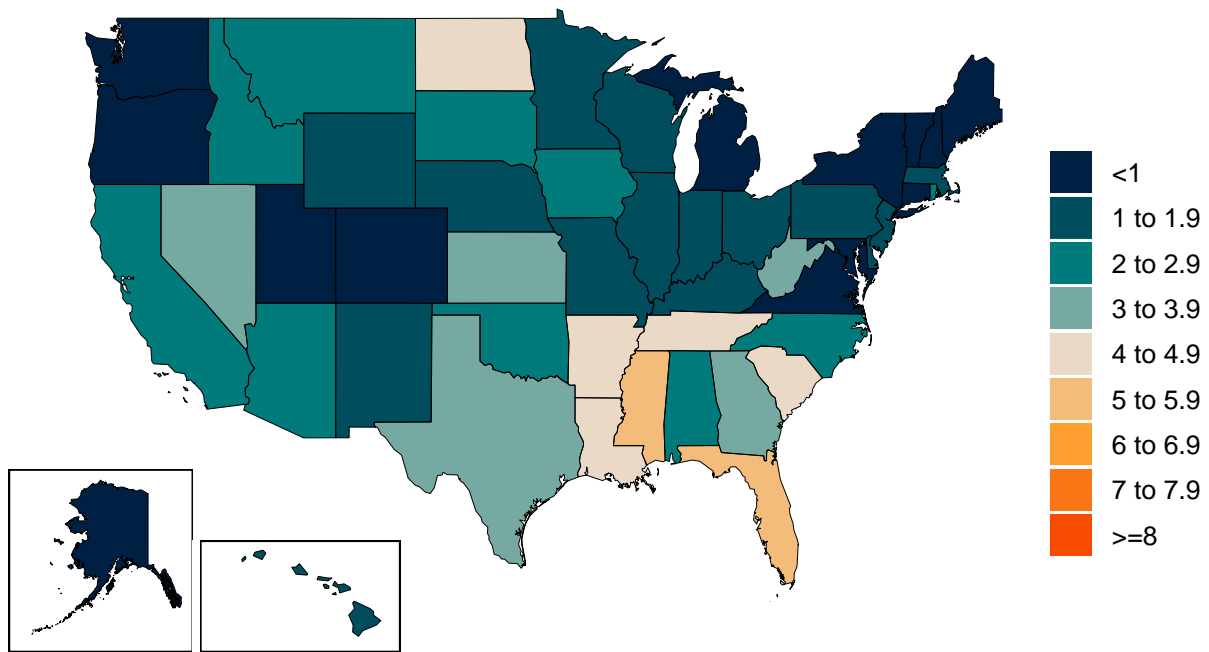 <1
1 to 1.9
2 to 2.9
3 to 3.9
4 to 4.9
5 to 5.9
6 to 6.9
7 to 7.9
>=8